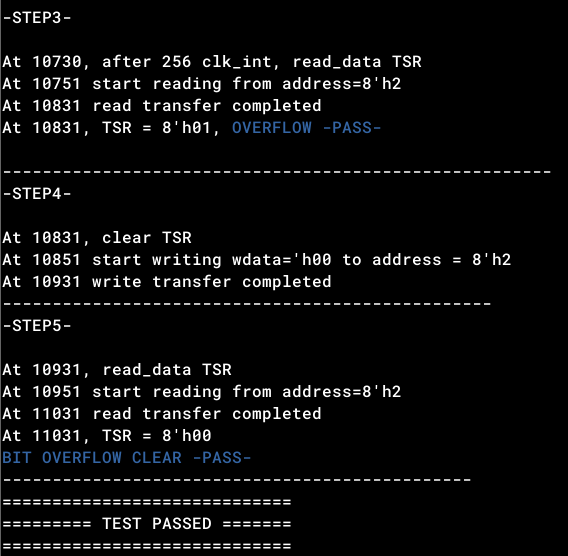 -STEP3-
At 10730, after 256 clk_int, read_data TSR
At 10751 start reading from address=8'h2
At 10831 read transfer completed
At 10831, TSR = 8'h01, OVERFLOW -PASS-
-------------------------------------------------------
-STEP4-
At 10831, clear TSR
At 10851 start writing wdata='h00 to address = 8'h2
At 10931 write transfer completed
-------------------------------------------------
-STEP5-
At 10931, read_data TSR
At 10951 start reading from address=8'h2
At 11031 read transfer completed
At 11031, TSR = 8'h00
BIT OVERFLOW CLEAR -PASS-
-----------------------------------------------
=============================
========= TEST PASSED =======
=============================